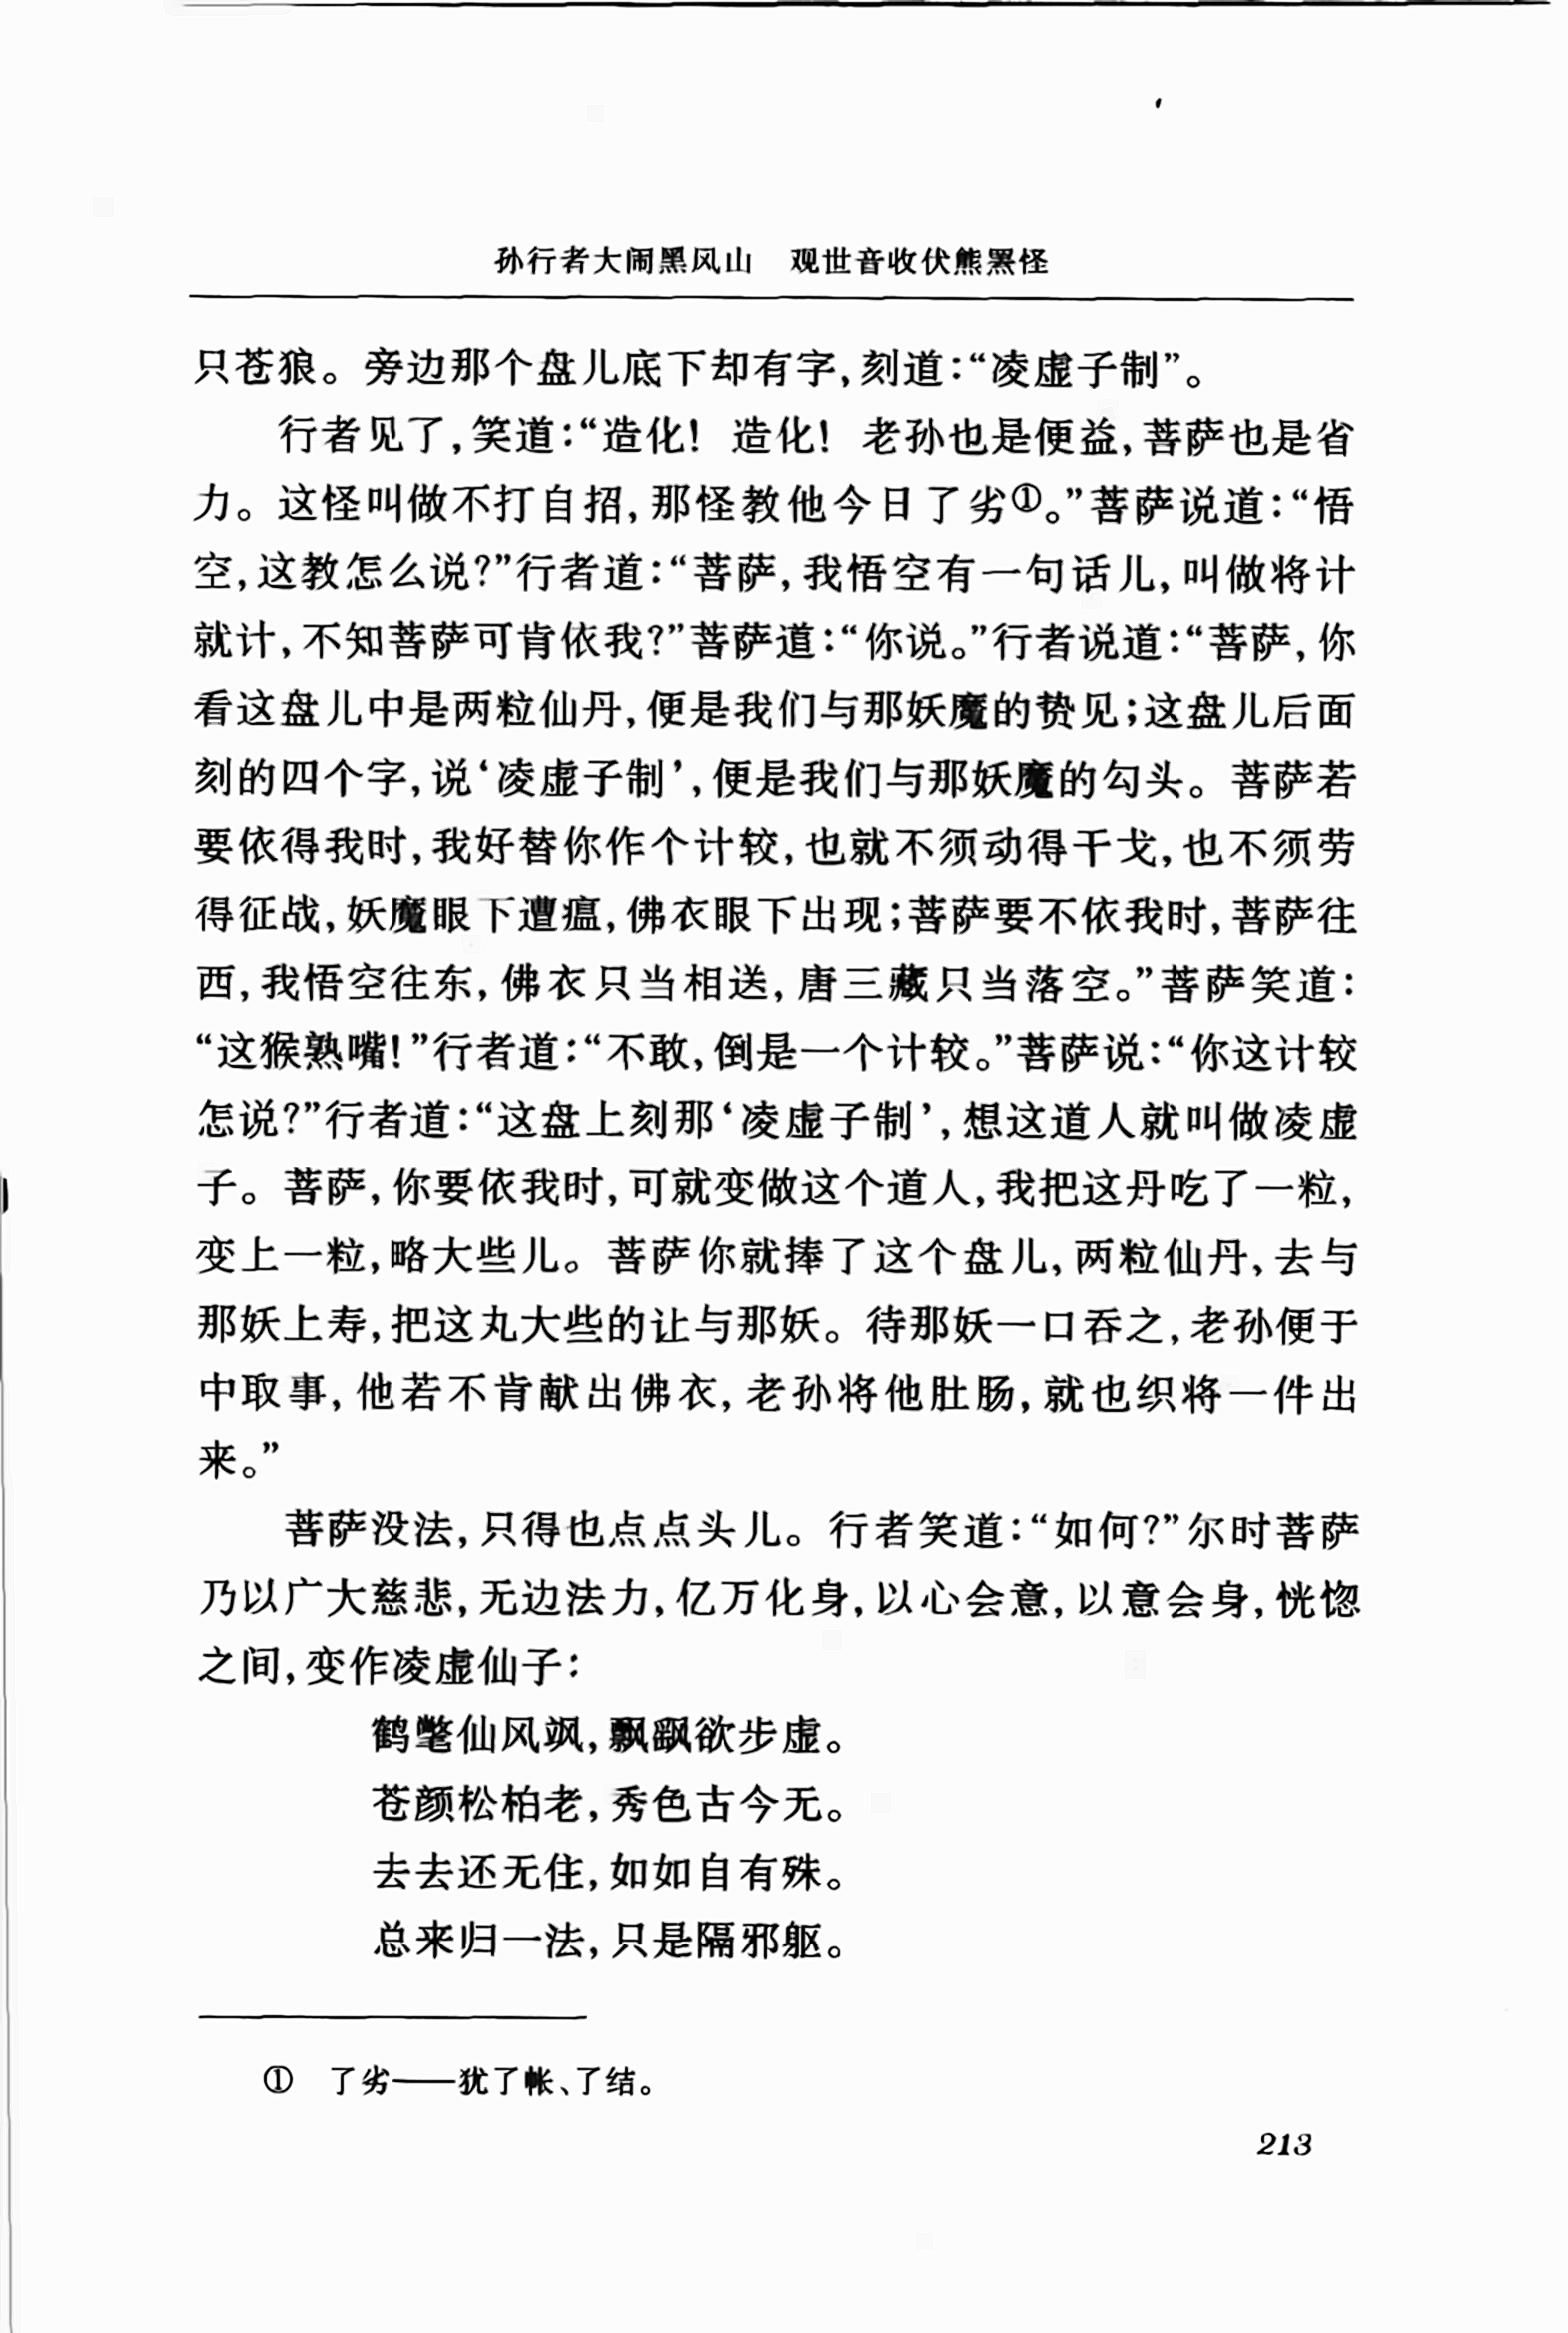 孙行者大闹黑风山　观世音收伏熊罴怪
只苍狼。旁边那个盘儿底下却有字,刻道:“凌虚子制”。
行者见了,笑道:“造化! 造化! 老孙也是便益,菩萨也是省
力。这怪叫做不打自招,那怪教他今日了劣①。”菩萨说道:“悟
空,这教怎么说?”行者道:“菩萨,我悟空有一句话儿,叫做将计
就计,不知菩萨可肯依我?”菩萨道:“你说。”行者说道:“菩萨,你
看这盘儿中是两粒仙丹,便是我们与那妖魔的贽见;这盘儿后面
刻的四个字,说‘凌虚子制’,便是我们与那妖魔的勾头。菩萨若
要依得我时,我好替你作个计较,也就不须动得干戈,也不须劳
得征战,妖魔眼下遭瘟,佛衣眼下出现;菩萨要不依我时,菩萨往
西,我悟空往东,佛衣只当相送,唐三藏只当落空。”菩萨笑道:
“这猴熟嘴!”行者道:“不敢,倒是一个计较。”菩萨说:“你这计较
怎说?”行者道:“这盘上刻那‘凌虚子制’,想这道人就叫做凌虚
子。菩萨,你要依我时,可就变做这个道人,我把这丹吃了一粒,
变上一粒,略大些儿。菩萨你就捧了这个盘儿,两粒仙丹,去与
那妖上寿,把这丸大些的让与那妖。待那妖一口吞之,老孙便于
中取事,他若不肯献出佛衣,老孙将他肚肠,就也织将一件出
来。”
菩萨没法,只得也点点头儿。行者笑道:“如何?”尔时菩萨
乃以广大慈悲,无边法力,亿万化身,以心会意,以意会身,恍惚
之间,变作凌虚仙子:
鹤氅仙风飒,飘飖欲步虚。
苍颜松柏老,秀色古今无。
去去还无住,如如自有殊。
总来归一法,只是隔邪躯。
①　了劣——犹了帐、了结。
213